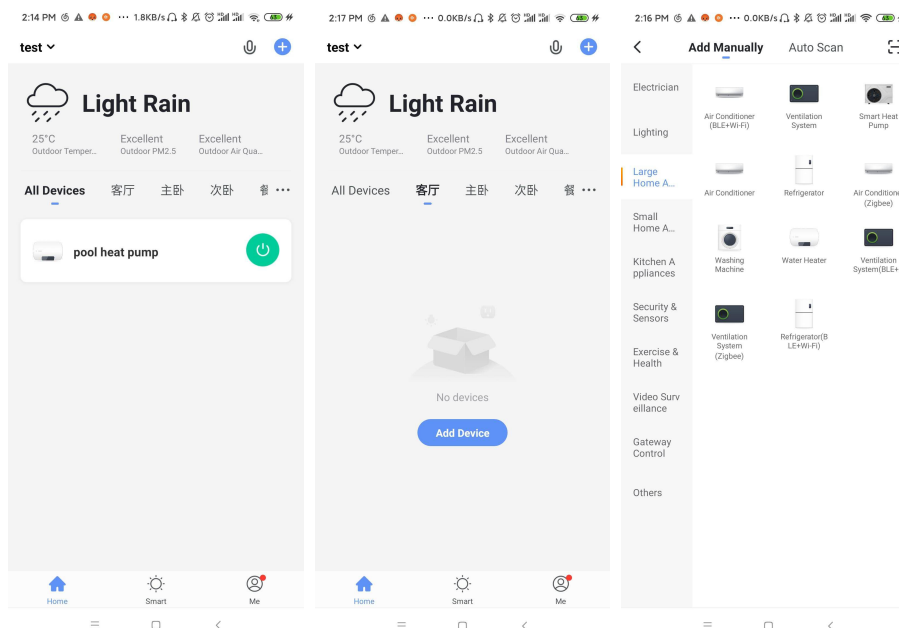 2:14 PM
1.8KB/s
test
Light Rain
25°C
Outdoor Temper...
Excellent
Outdoor PM2.5
Excellent
Outdoor Air Qua...
All Devices 客厅 主卧 次卧
pool heat pump
Home Smart Me
2:17 PM
0.0KB/s
test
Light Rain
25°C
Outdoor Temper...
Excellent
Outdoor PM2.5
Excellent
Outdoor Air Qua...
All Devices 客厅 主卧 次卧
No devices
Add Device
Home Smart Me
2:16 PM
0.0KB/s
Add Manually Auto Scan
Electrician
Lighting
Large
Home A...
Small
Home A...
Kitchen A
ppliances
Security &
Sensors
Exercise &
Health
Video Surv
eillance
Gateway
Control
Others
Air Conditioner
(BLE+Wi-Fi)
Ventilation
System
Smart Heat
Pump
Air Conditioner
Refrigerator
Air Conditione
(Zigbee)
Washing
Machine
Water Heater
Ventilation
System(BLE+
Ventilation
System
(Zigbee)
Refrigerator(B
LE+Wi-Fi)